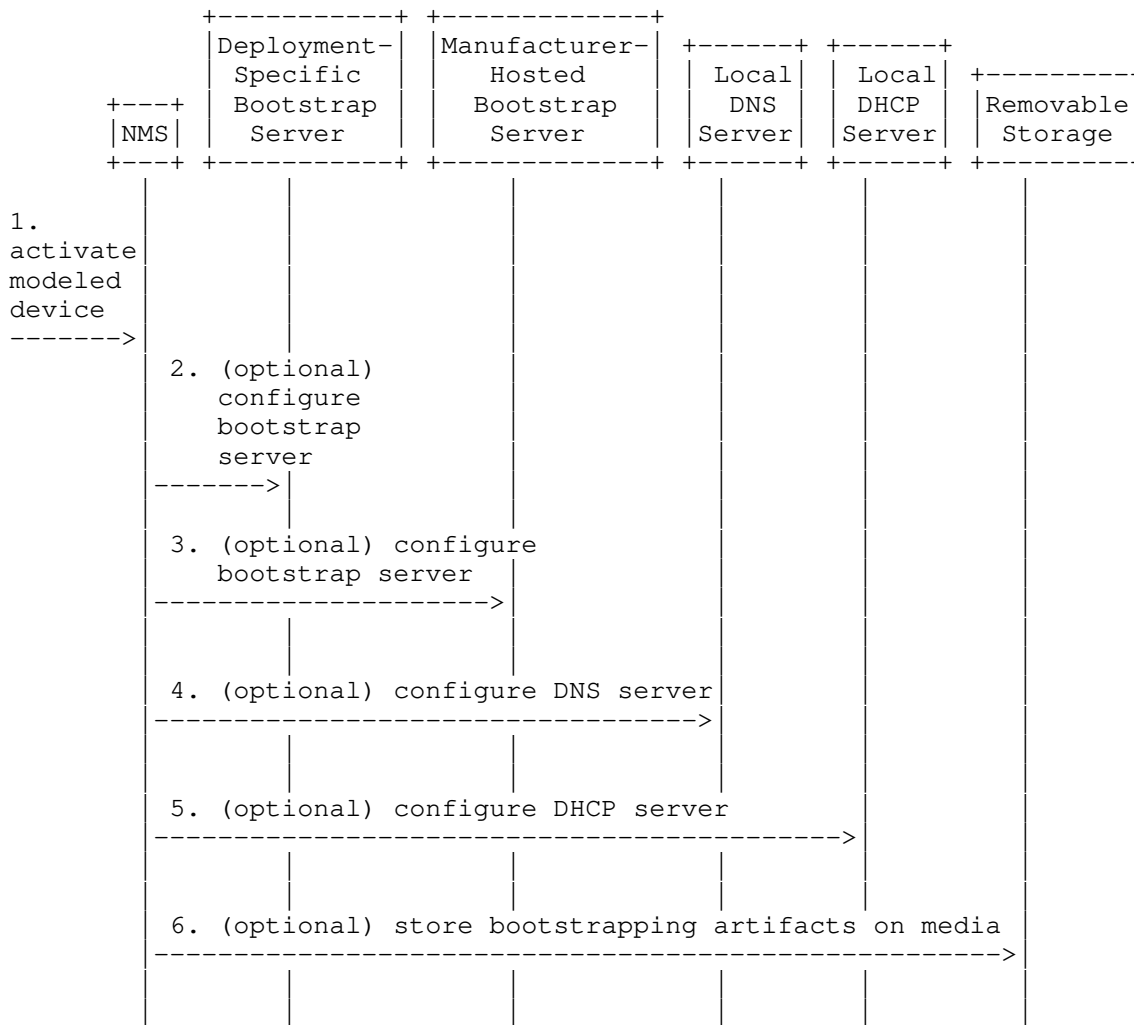 Deployment- Manufacturer-
Specific Hosted Local Local
Bootstrap Bootstrap DNS DHCP Removable
NMS Server Server Server Server Storage
1.
activate
modeled
device
2. (optional)
configure
bootstrap
server
3. (optional) configure
bootstrap server
4. (optional) configure DNS server
5. (optional) configure DHCP server
6. (optional) store bootstrapping artifacts on media